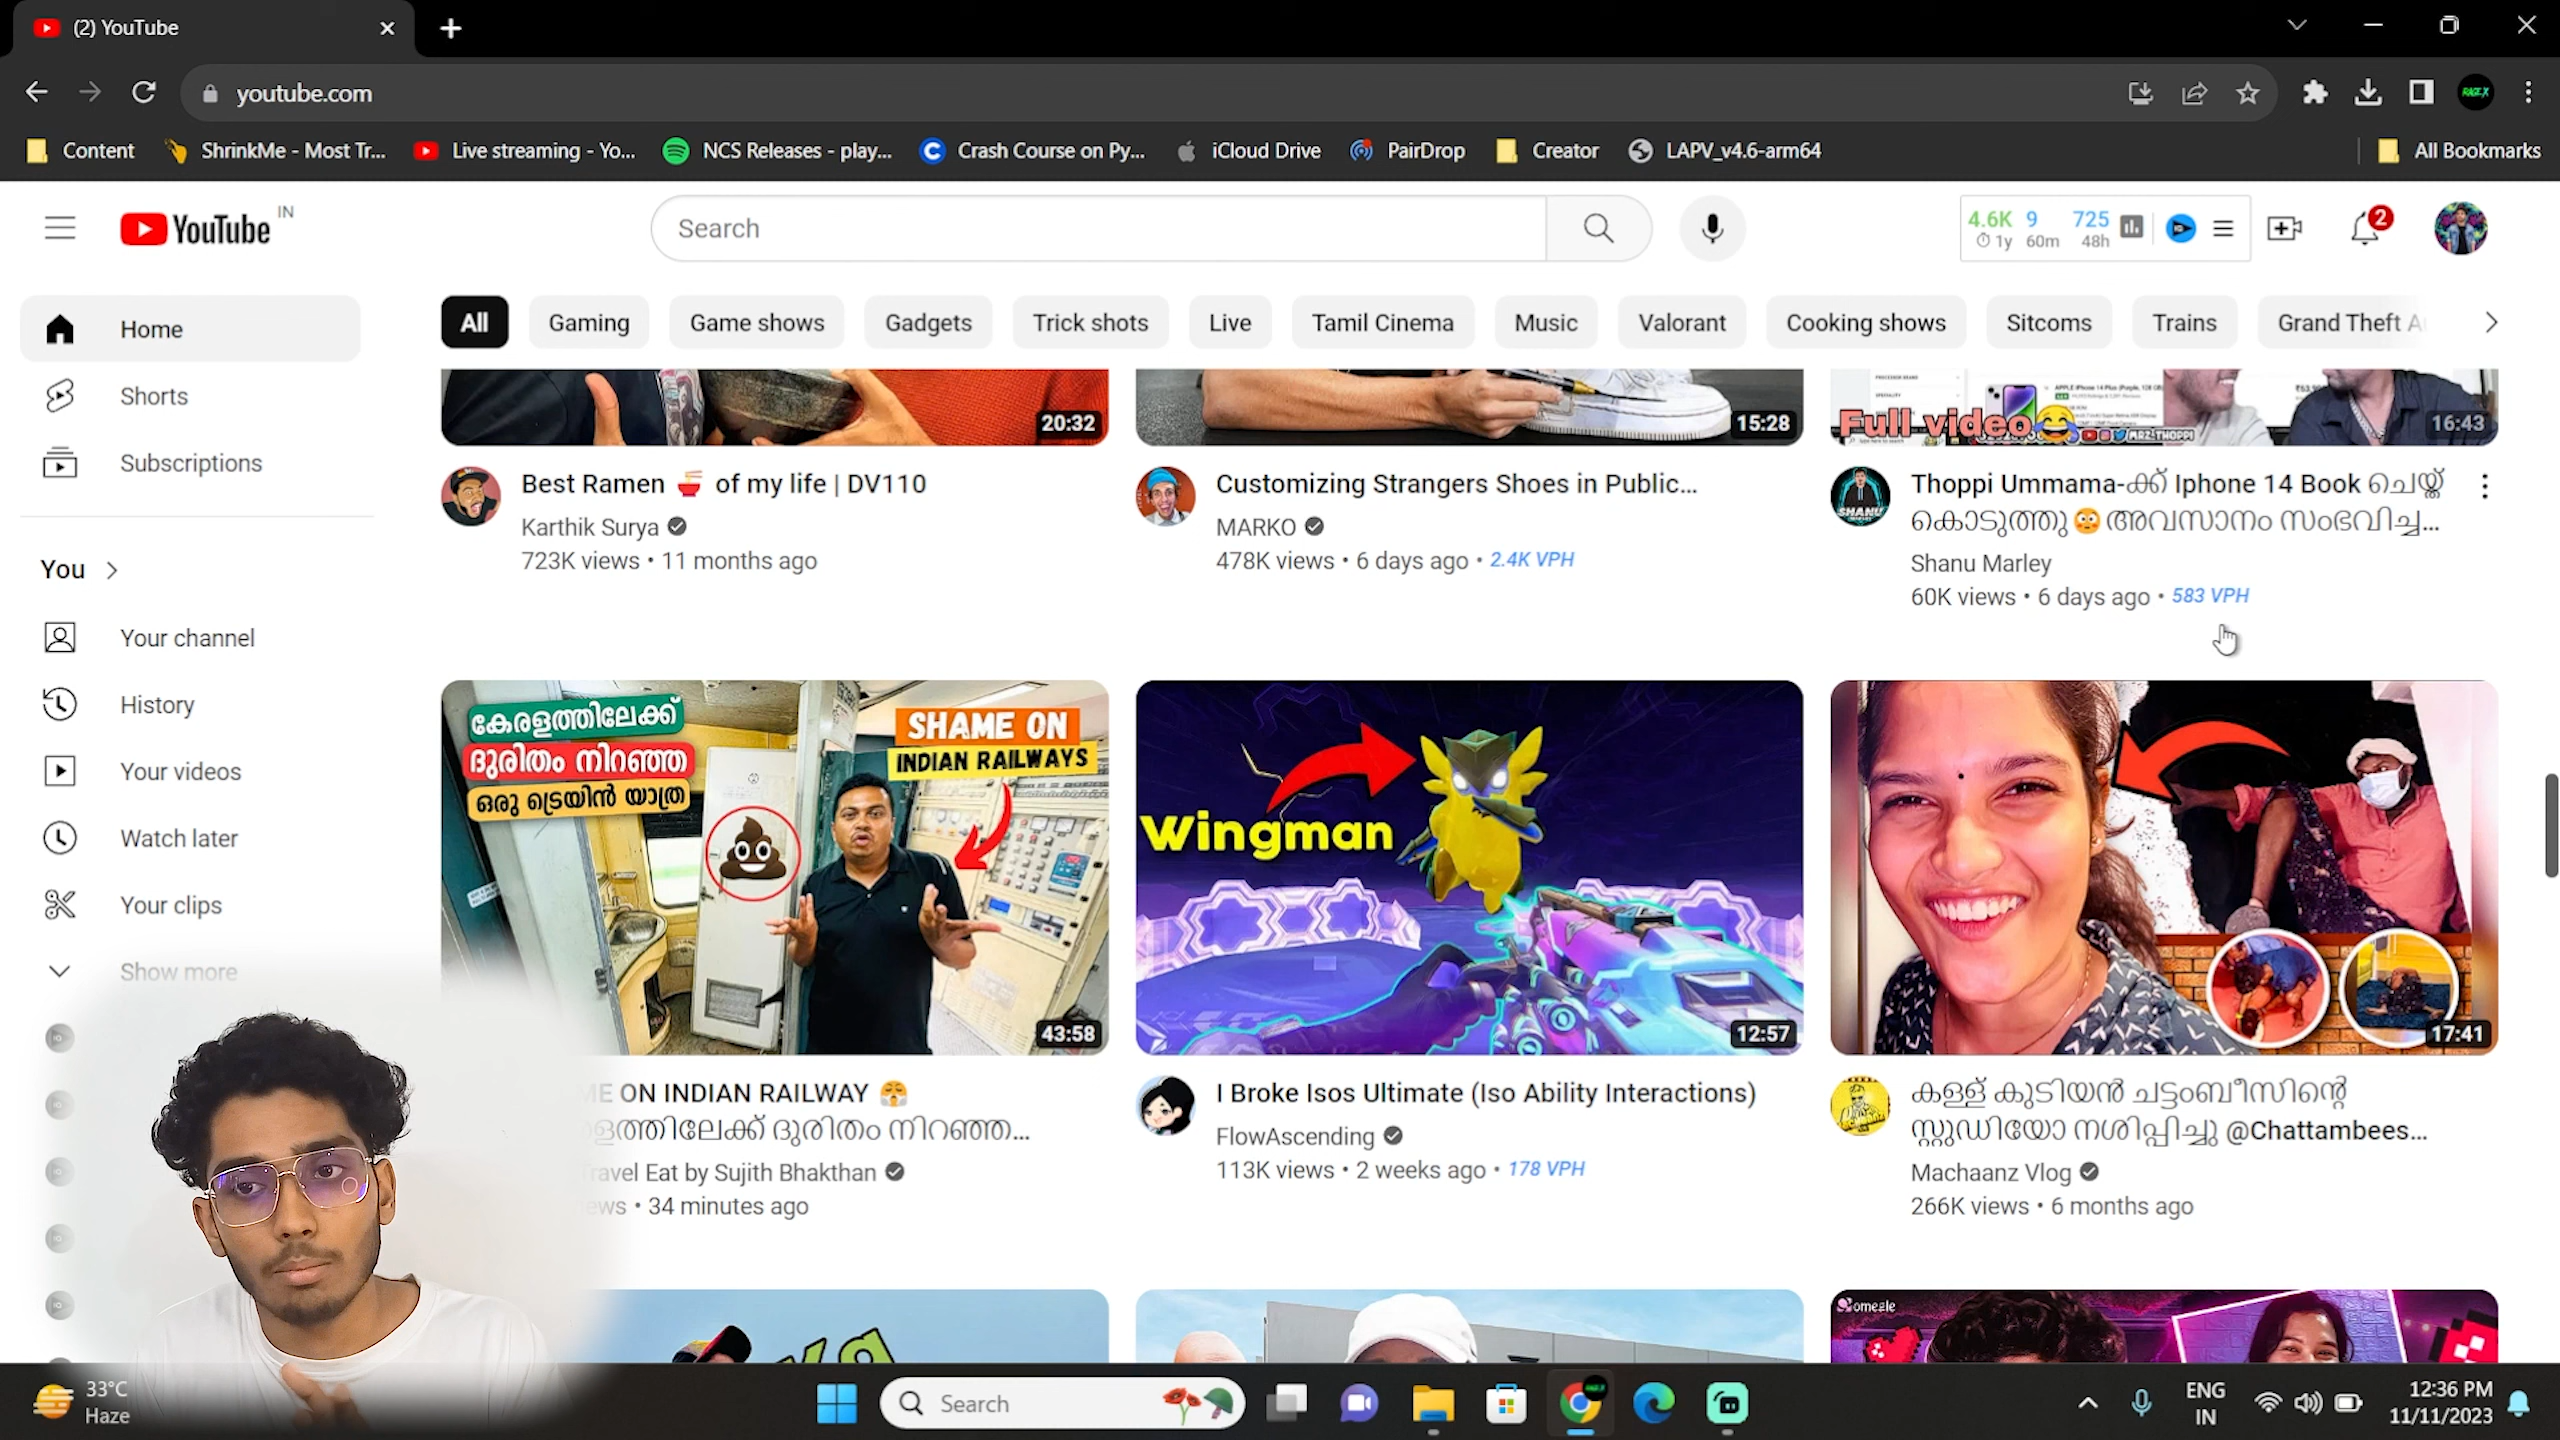 (2) YouTube
youtube.com
Content
ShrinkMe - Most Tr...
Live streaming - Yo...
NCS Releases - play...
Crash Course on Py...
iCloud Drive
PairDrop
Creator
LAPV_v4.6-arm64
All Bookmarks
YouTube IN
Search
4.6K 9 725
1y 60m 48h
2
Home
Shorts
Subscriptions
You
Your channel
History
Your videos
Watch later
Your clips
Show more
All
Gaming
Game shows
Gadgets
Trick shots
Live
Tamil Cinema
Music
Valorant
Cooking shows
Sitcoms
Trains
Grand Theft A
20:32
15:28
Full video😂
MRZ THOPPI
16:43
Best Ramen 🍜 of my life | DV110
Karthik Surya
723K views • 11 months ago
Customizing Strangers Shoes in Public...
MARKO
478K views • 6 days ago • 2.4K VPH
SHANU
Thoppi Ummama-ക്ക് Iphone 14 Book ചെയ്ത്
കൊടുത്തു😳അവസാനം സംഭവിച്ച...
Shanu Marley
60K views • 6 days ago • 583 VPH
കേരളത്തിലേക്ക്
ദുരിതം നിറഞ്ഞ
ഒരു ട്രെയിൻ യാത്ര
SHAME ON
INDIAN RAILWAYS
43:58
Wingman
12:57
17:41
ME ON INDIAN RAILWAY 😤
ളത്തിലേക്ക് ദുരിതം നിറഞ്ഞ...
ravel Eat by Sujith Bhakthan
ews • 34 minutes ago
I Broke Isos Ultimate (Iso Ability Interactions)
FlowAscending
113K views • 2 weeks ago • 178 VPH
കള്ള് കുടിയൻ ചട്ടംബീസിന്റെ
സ്റ്റുഡിയോ നശിപ്പിച്ചു @Chattambees...
Machaanz Vlog
266K views • 6 months ago
omegle
33°C
Haze
Search
ENG
IN
12:36 PM
11/11/2023